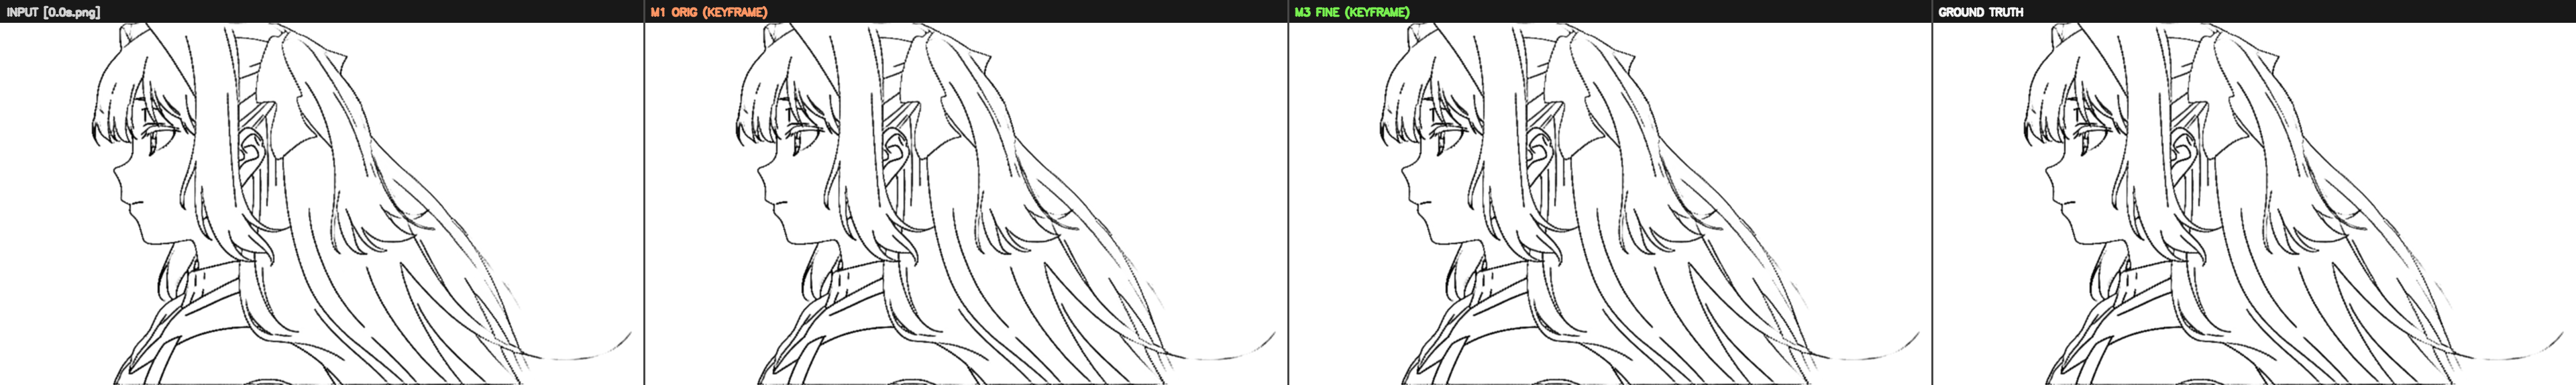 INPUT [0.0s.png]
M1 ORIG (KEYFRAME)
M3 FINE (KEYFRAME)
GROUND TRUTH